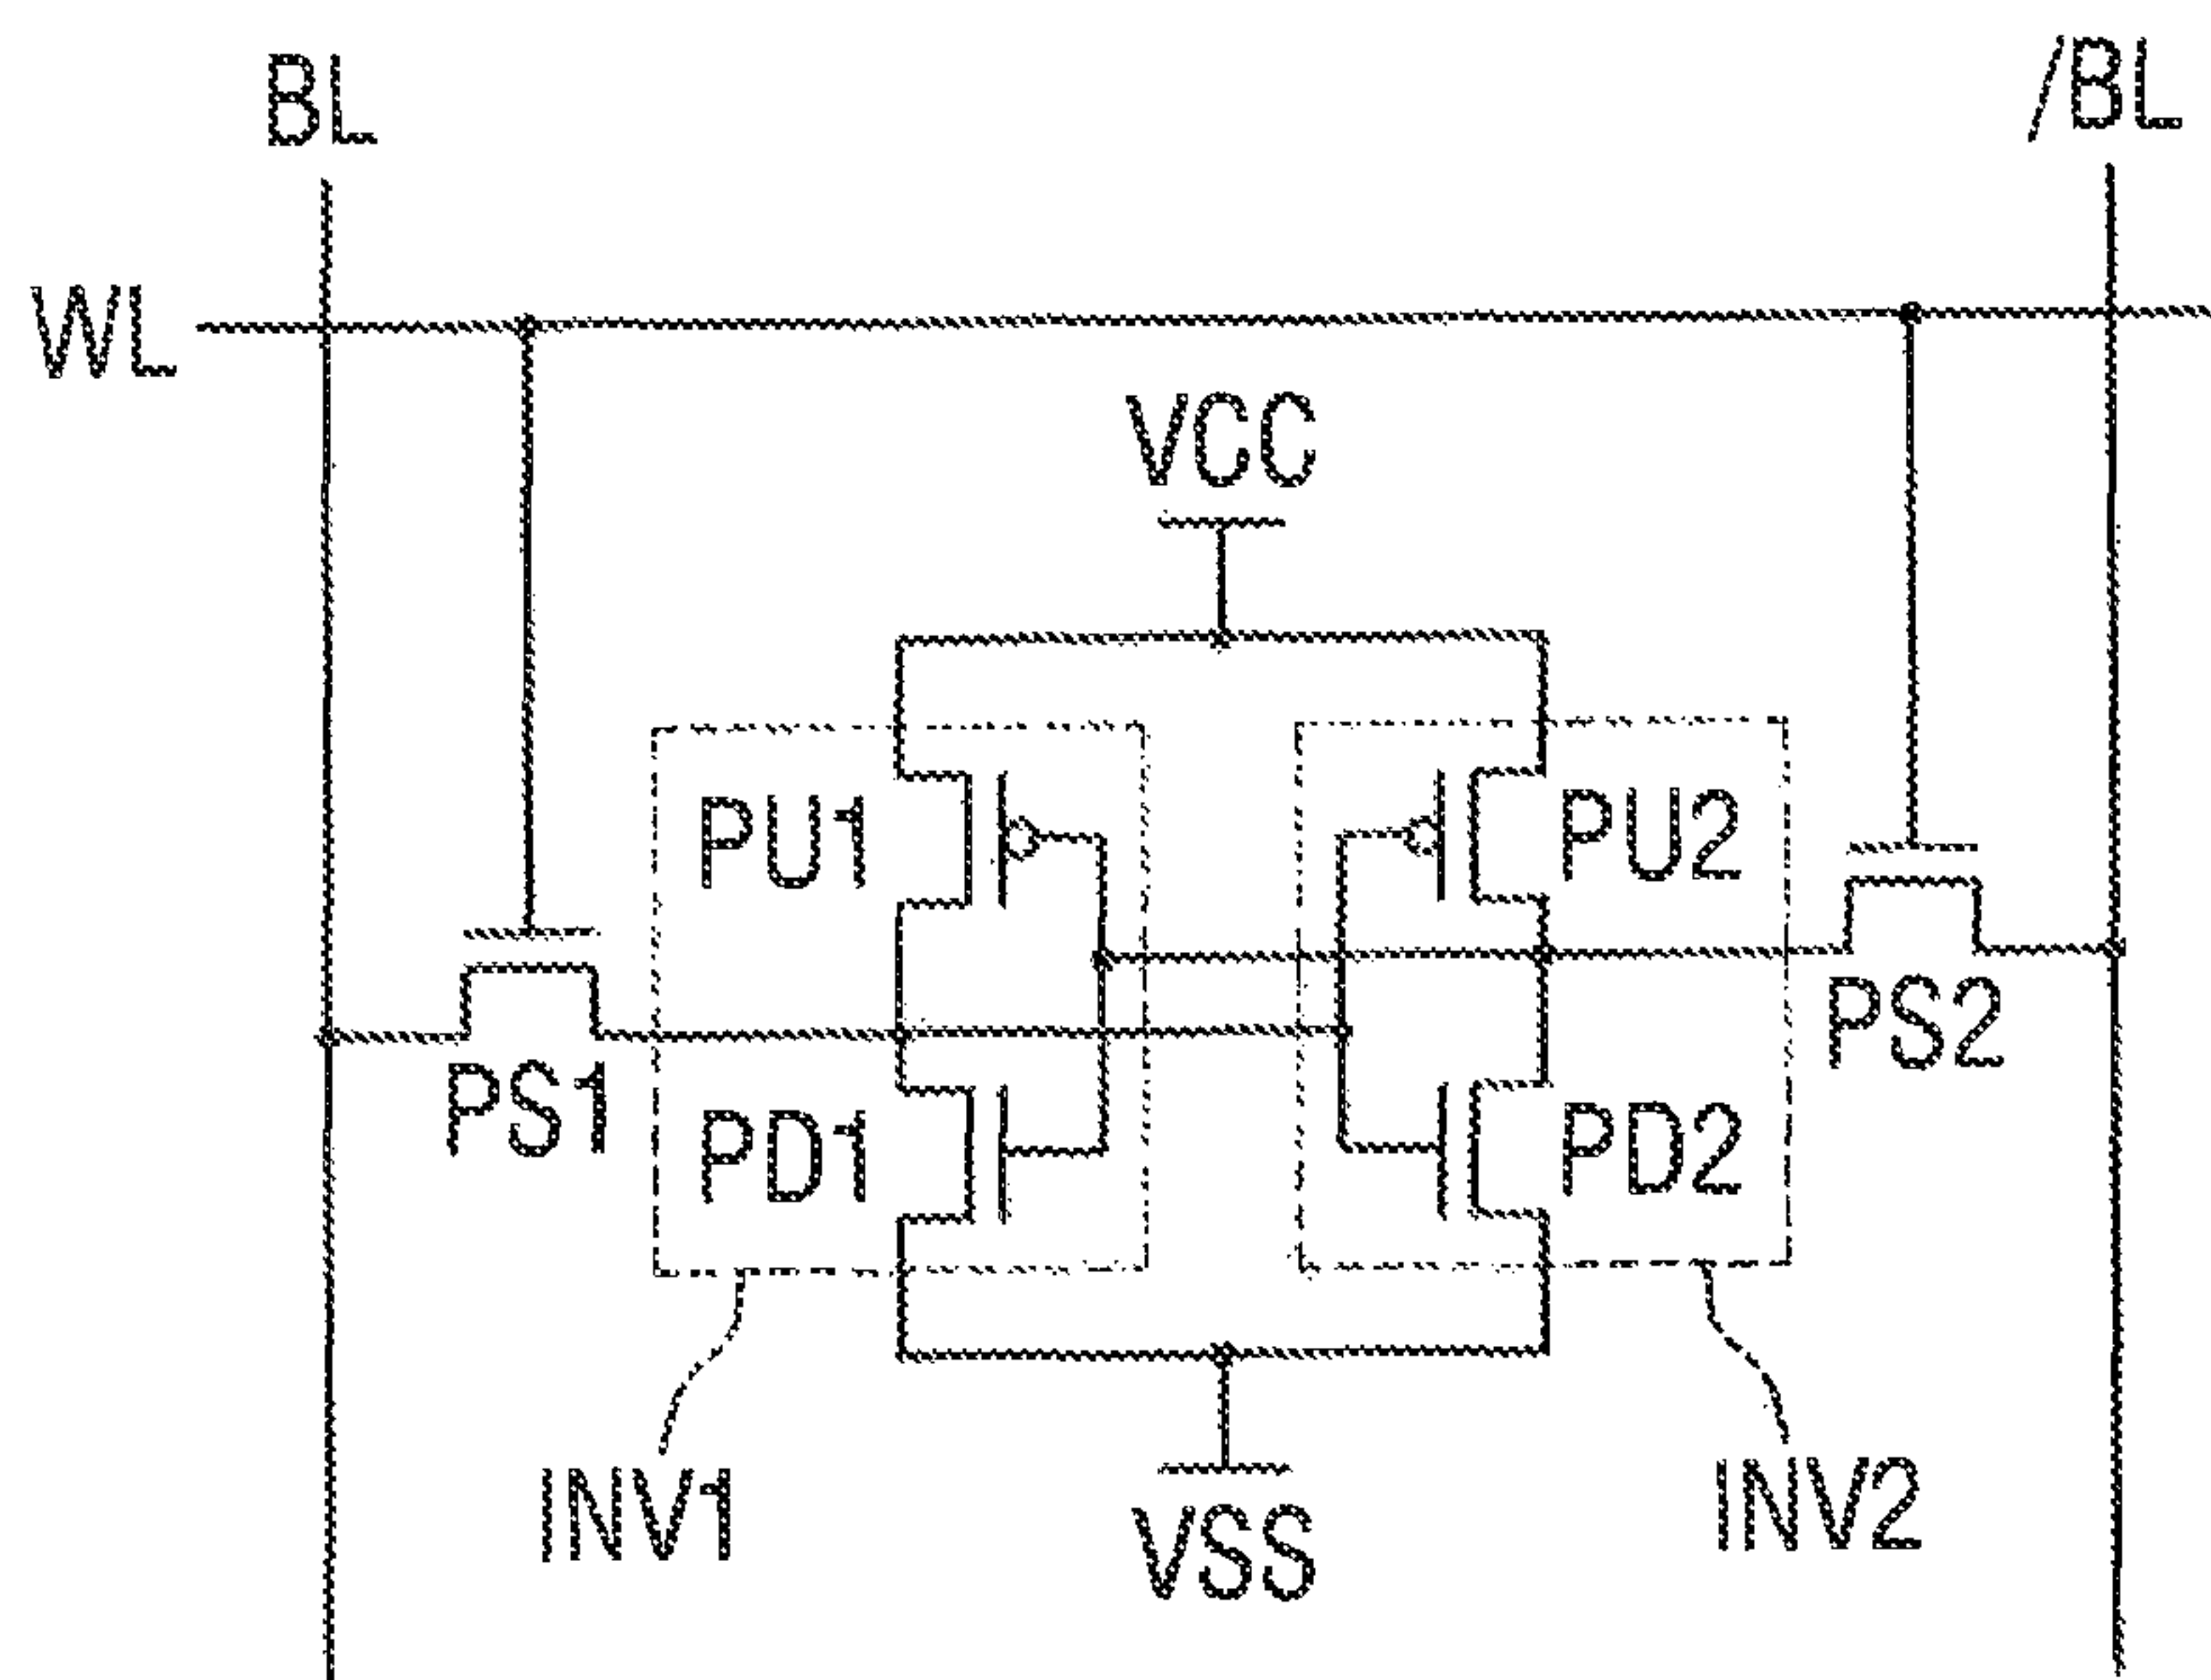 BL
/BL
WL
VCC
PU1
PU2
PS1
PS2
PD1
PD2
INV1
INV2
VSS